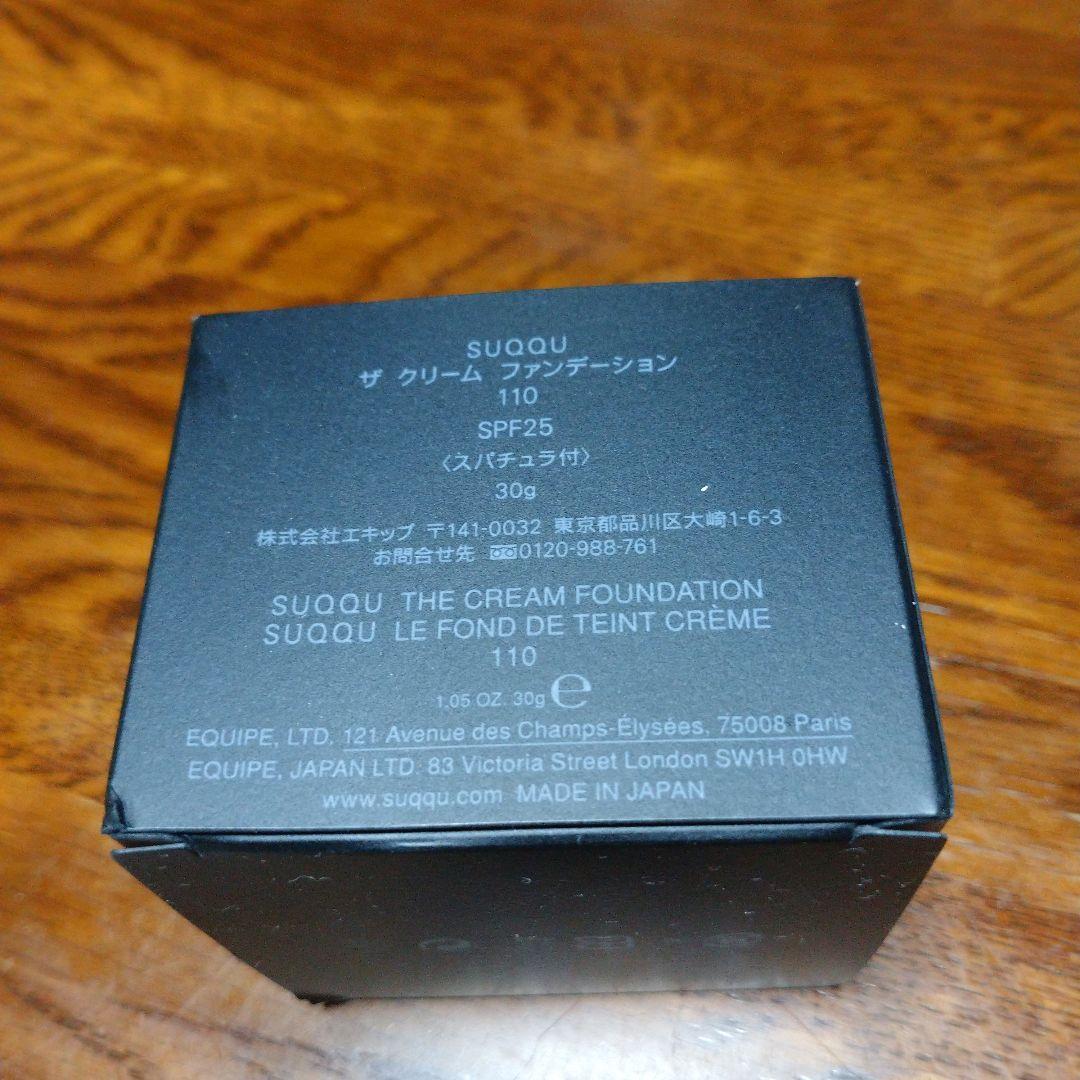 SUQQU
ザ クリーム ファンデーション
110
SPF25
〈スパチュラ付〉
30g
株式会社エキップ 〒141-0032 東京都品川区大崎1-6-3
お問合せ先 0120-988-761
SUQQU THE CREAM FOUNDATION
SUQQU LE FOND DE TEINT CRÈME
110
1.05 OZ. 30g ℮
EQUIPE, LTD. 121 Avenue des Champs-Élysées, 75008 Paris
EQUIPE, JAPAN LTD. 83 Victoria Street London SW1H 0HW
www.suqqu.com MADE IN JAPAN